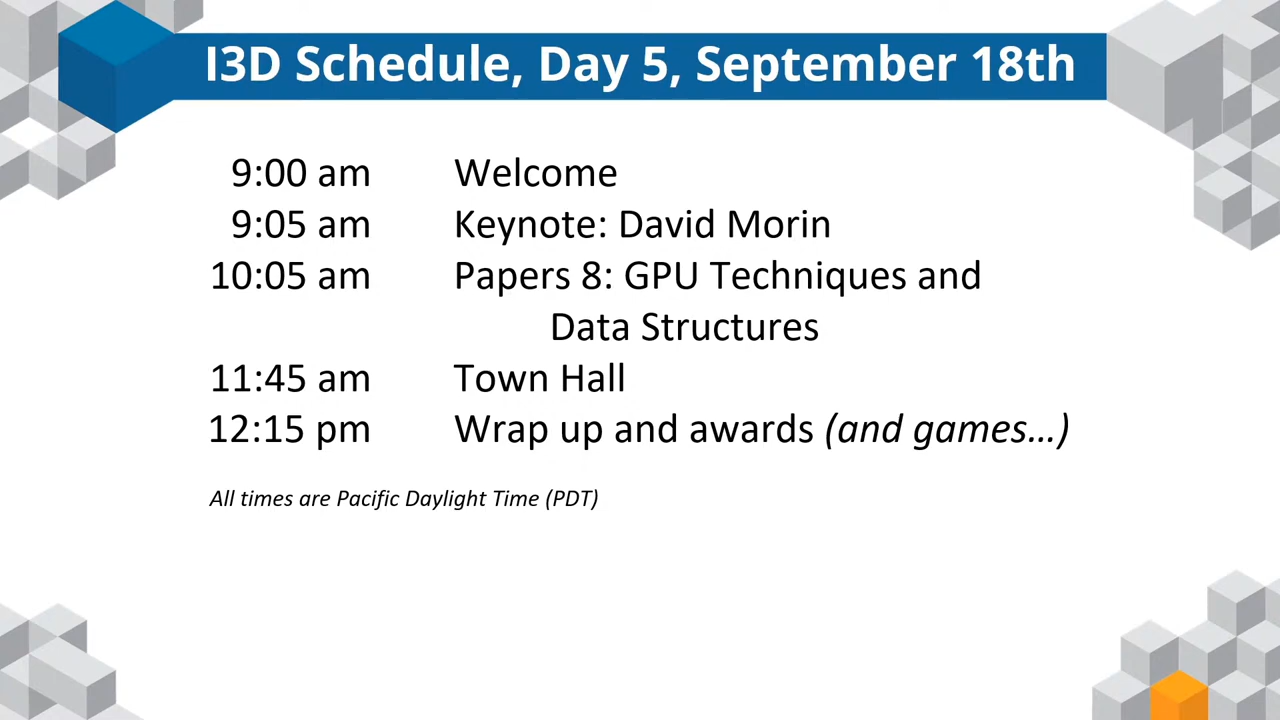 I3D Schedule, Day 5, September 18th
9:00 am Welcome
9:05 am Keynote: David Morin
10:05 am Papers 8: GPU Techniques and
Data Structures
11:45 am Town Hall
12:15 pm Wrap up and awards (and games...)
All times are Pacific Daylight Time (PDT)